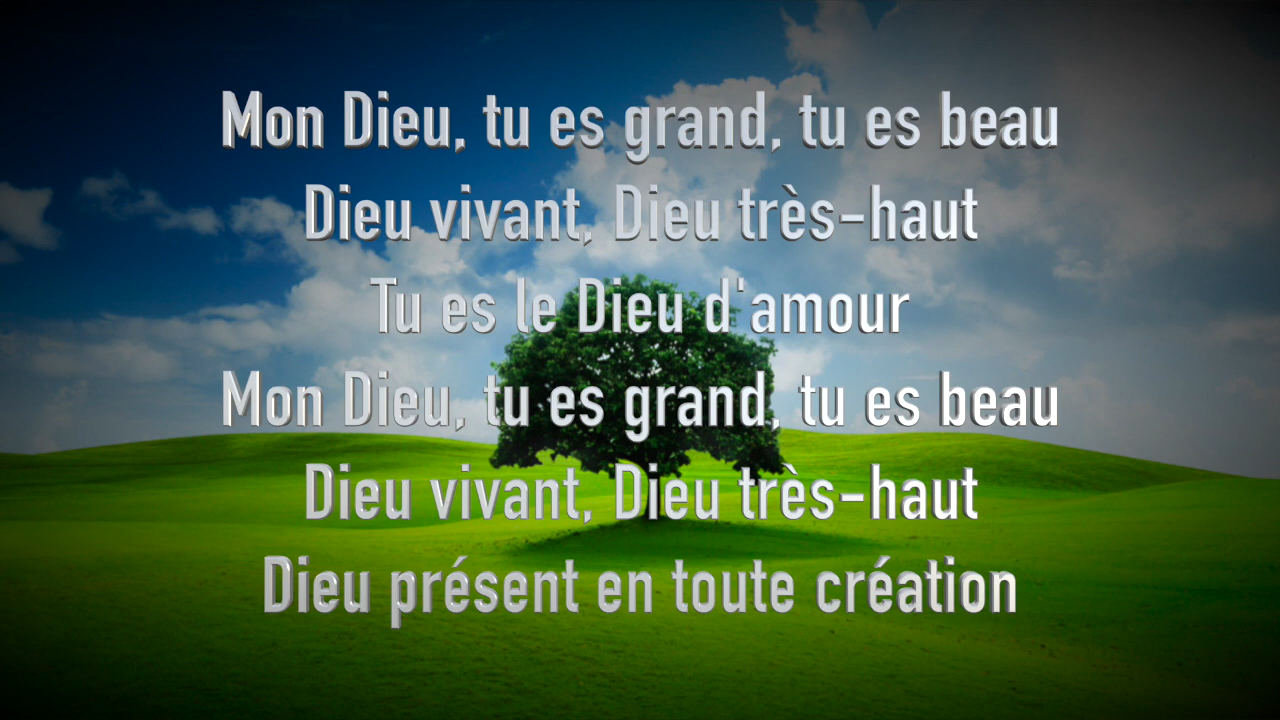 Mon Dieu, tu es grand, tu es beau
Dieu vivant, Dieu très-haut
Tu es le Dieu d'amour
Mon Dieu, tu es grand, tu es beau
Dieu vivant, Dieu très-haut
Dieu présent en toute création